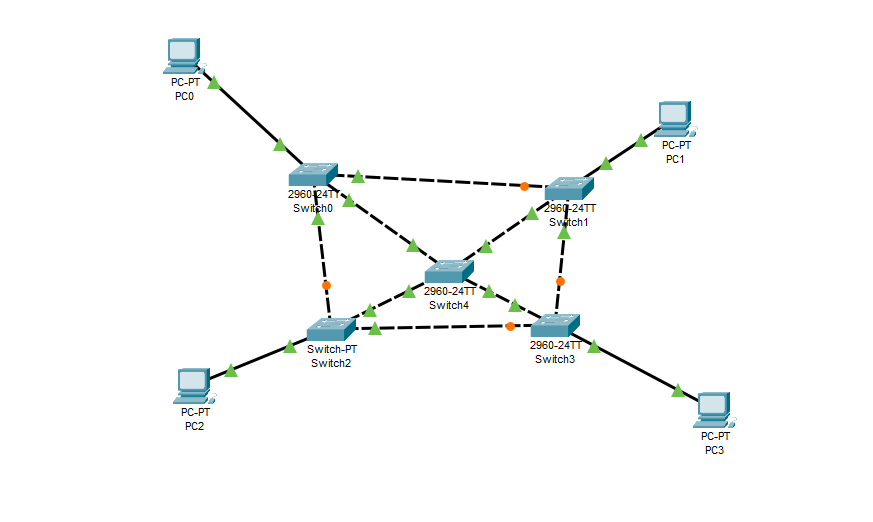 PC-PT
PC0
PC-PT
PC1
2960-24TT
Switch0
2960-24TT
Switch1
2960-24TT
Switch4
Switch-PT
Switch2
2960-24TT
Switch3
PC-PT
PC2
PC-PT
PC3